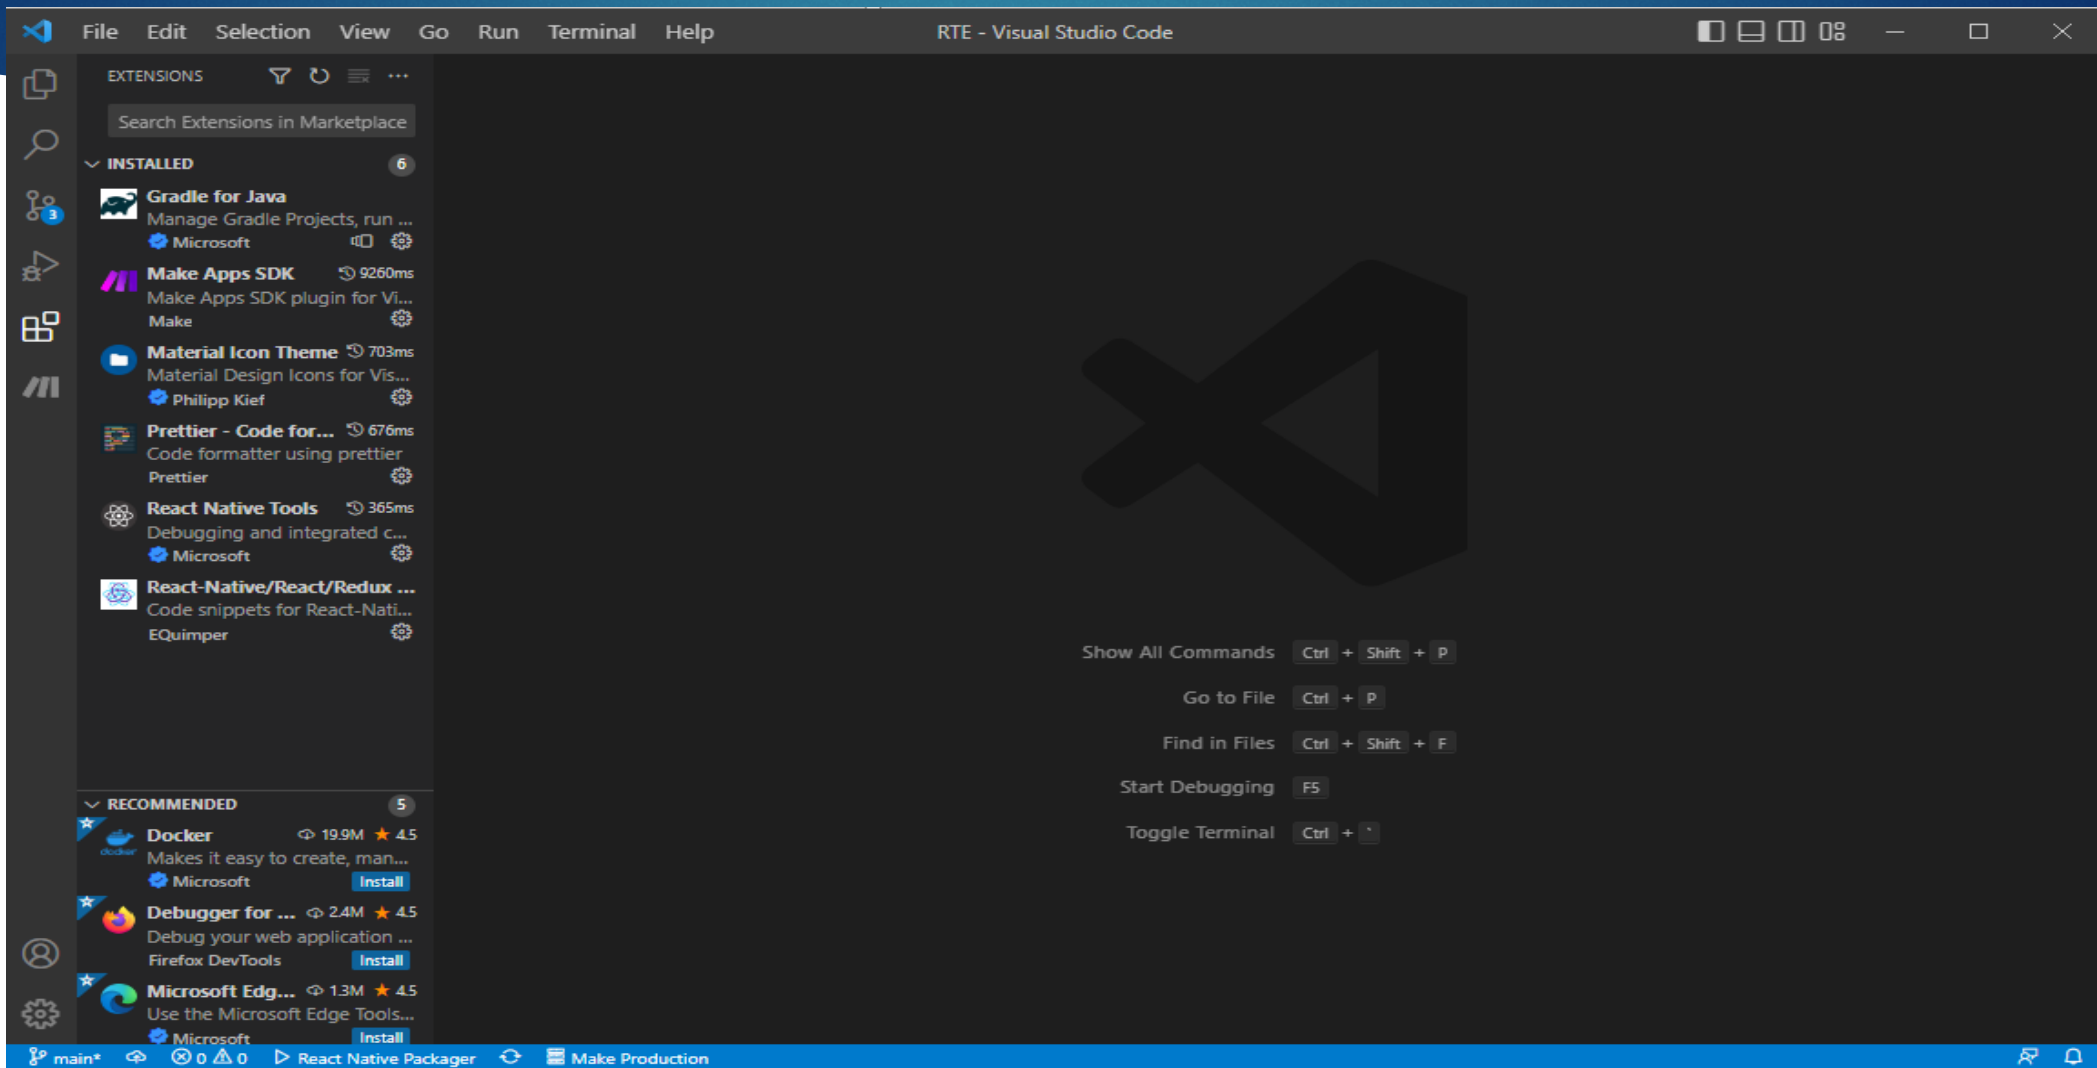 File Edit Selection View Go Run Terminal Help
RTE - Visual Studio Code
EXTENSIONS
Search Extensions in Marketplace
INSTALLED 6
3
Gradle for Java
Manage Gradle Projects, run ...
Microsoft
Make Apps SDK 9260ms
Make Apps SDK plugin for Vi...
Make
Material Icon Theme 703ms
Material Design Icons for Vis...
Philipp Kief
Prettier - Code for... 676ms
Code formatter using prettier
Prettier
React Native Tools 365ms
Debugging and integrated c...
Microsoft
React-Native/React/Redux ...
Code snippets for React-Nati...
EQuimper
RECOMMENDED 5
Docker 19.9M 4.5
docker
Makes it easy to create, man...
Microsoft Install
Debugger for ... 2.4M 4.5
Debug your web application ...
Firefox DevTools Install
Microsoft Edg... 1.3M 4.5
Use the Microsoft Edge Tools...
Microsoft Install
Show All Commands Ctrl + Shift + P
Go to File Ctrl + P
Find in Files Ctrl + Shift + F
Start Debugging F5
Toggle Terminal Ctrl + `
main* 0 0 React Native Packager Make Production